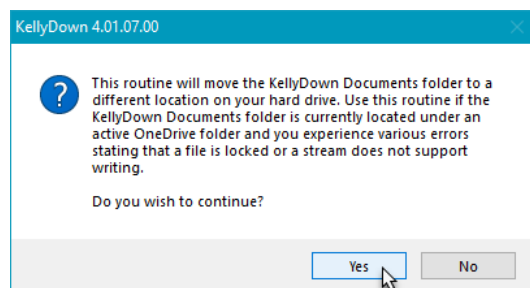 KellyDown 4.01.07.00
This routine will move the KellyDown Documents folder to a
different location on your hard drive. Use this routine if the
KellyDown Documents folder is currently located under an
active OneDrive folder and you experience various errors
stating that a file is locked or a stream does not support
writing.
Do you wish to continue?
Yes No